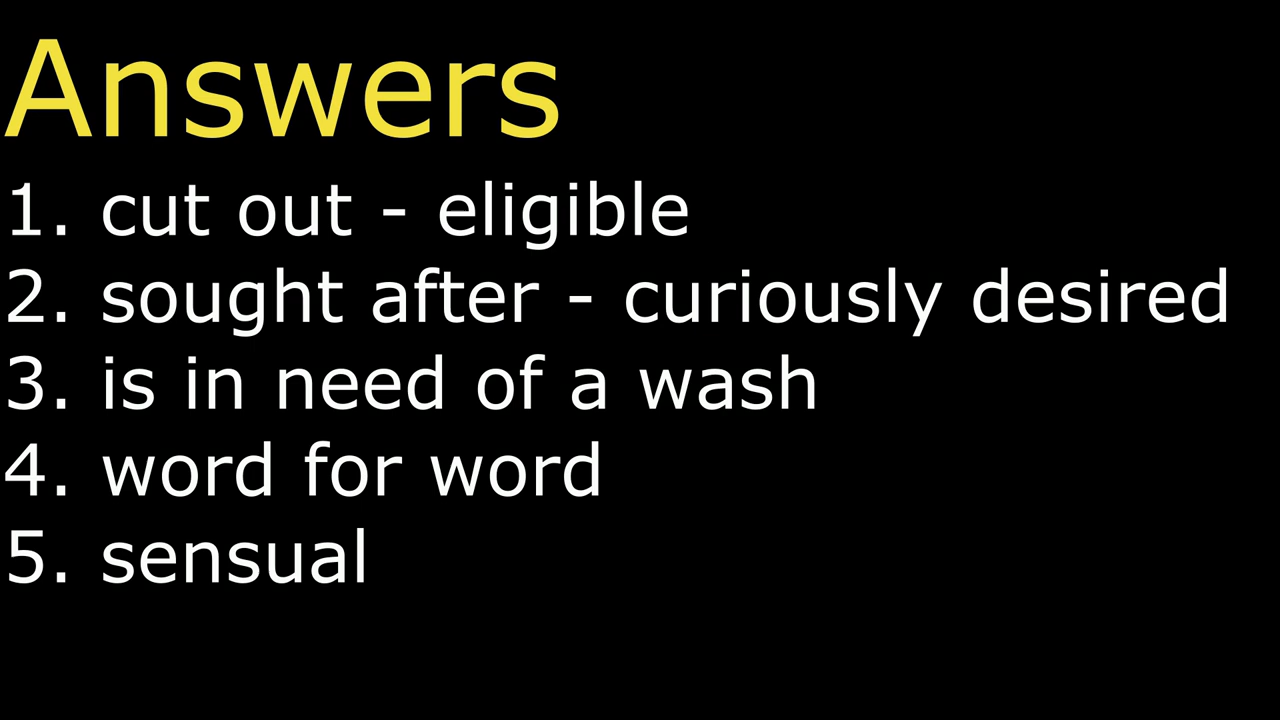 Answers
1. cut out - eligible
2. sought after - curiously desired
3. is in need of a wash
4. word for word
5. sensual